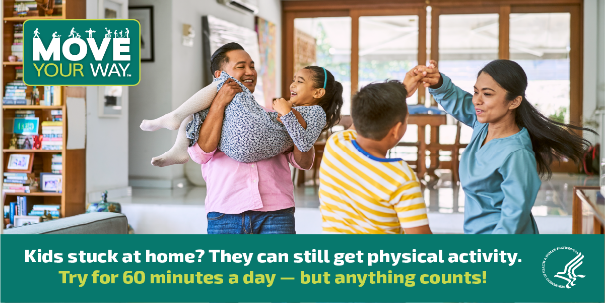 MOVE
YOUR WAY™
Kids stuck at home? They can still get physical activity.
Try for 60 minutes a day — but anything counts!